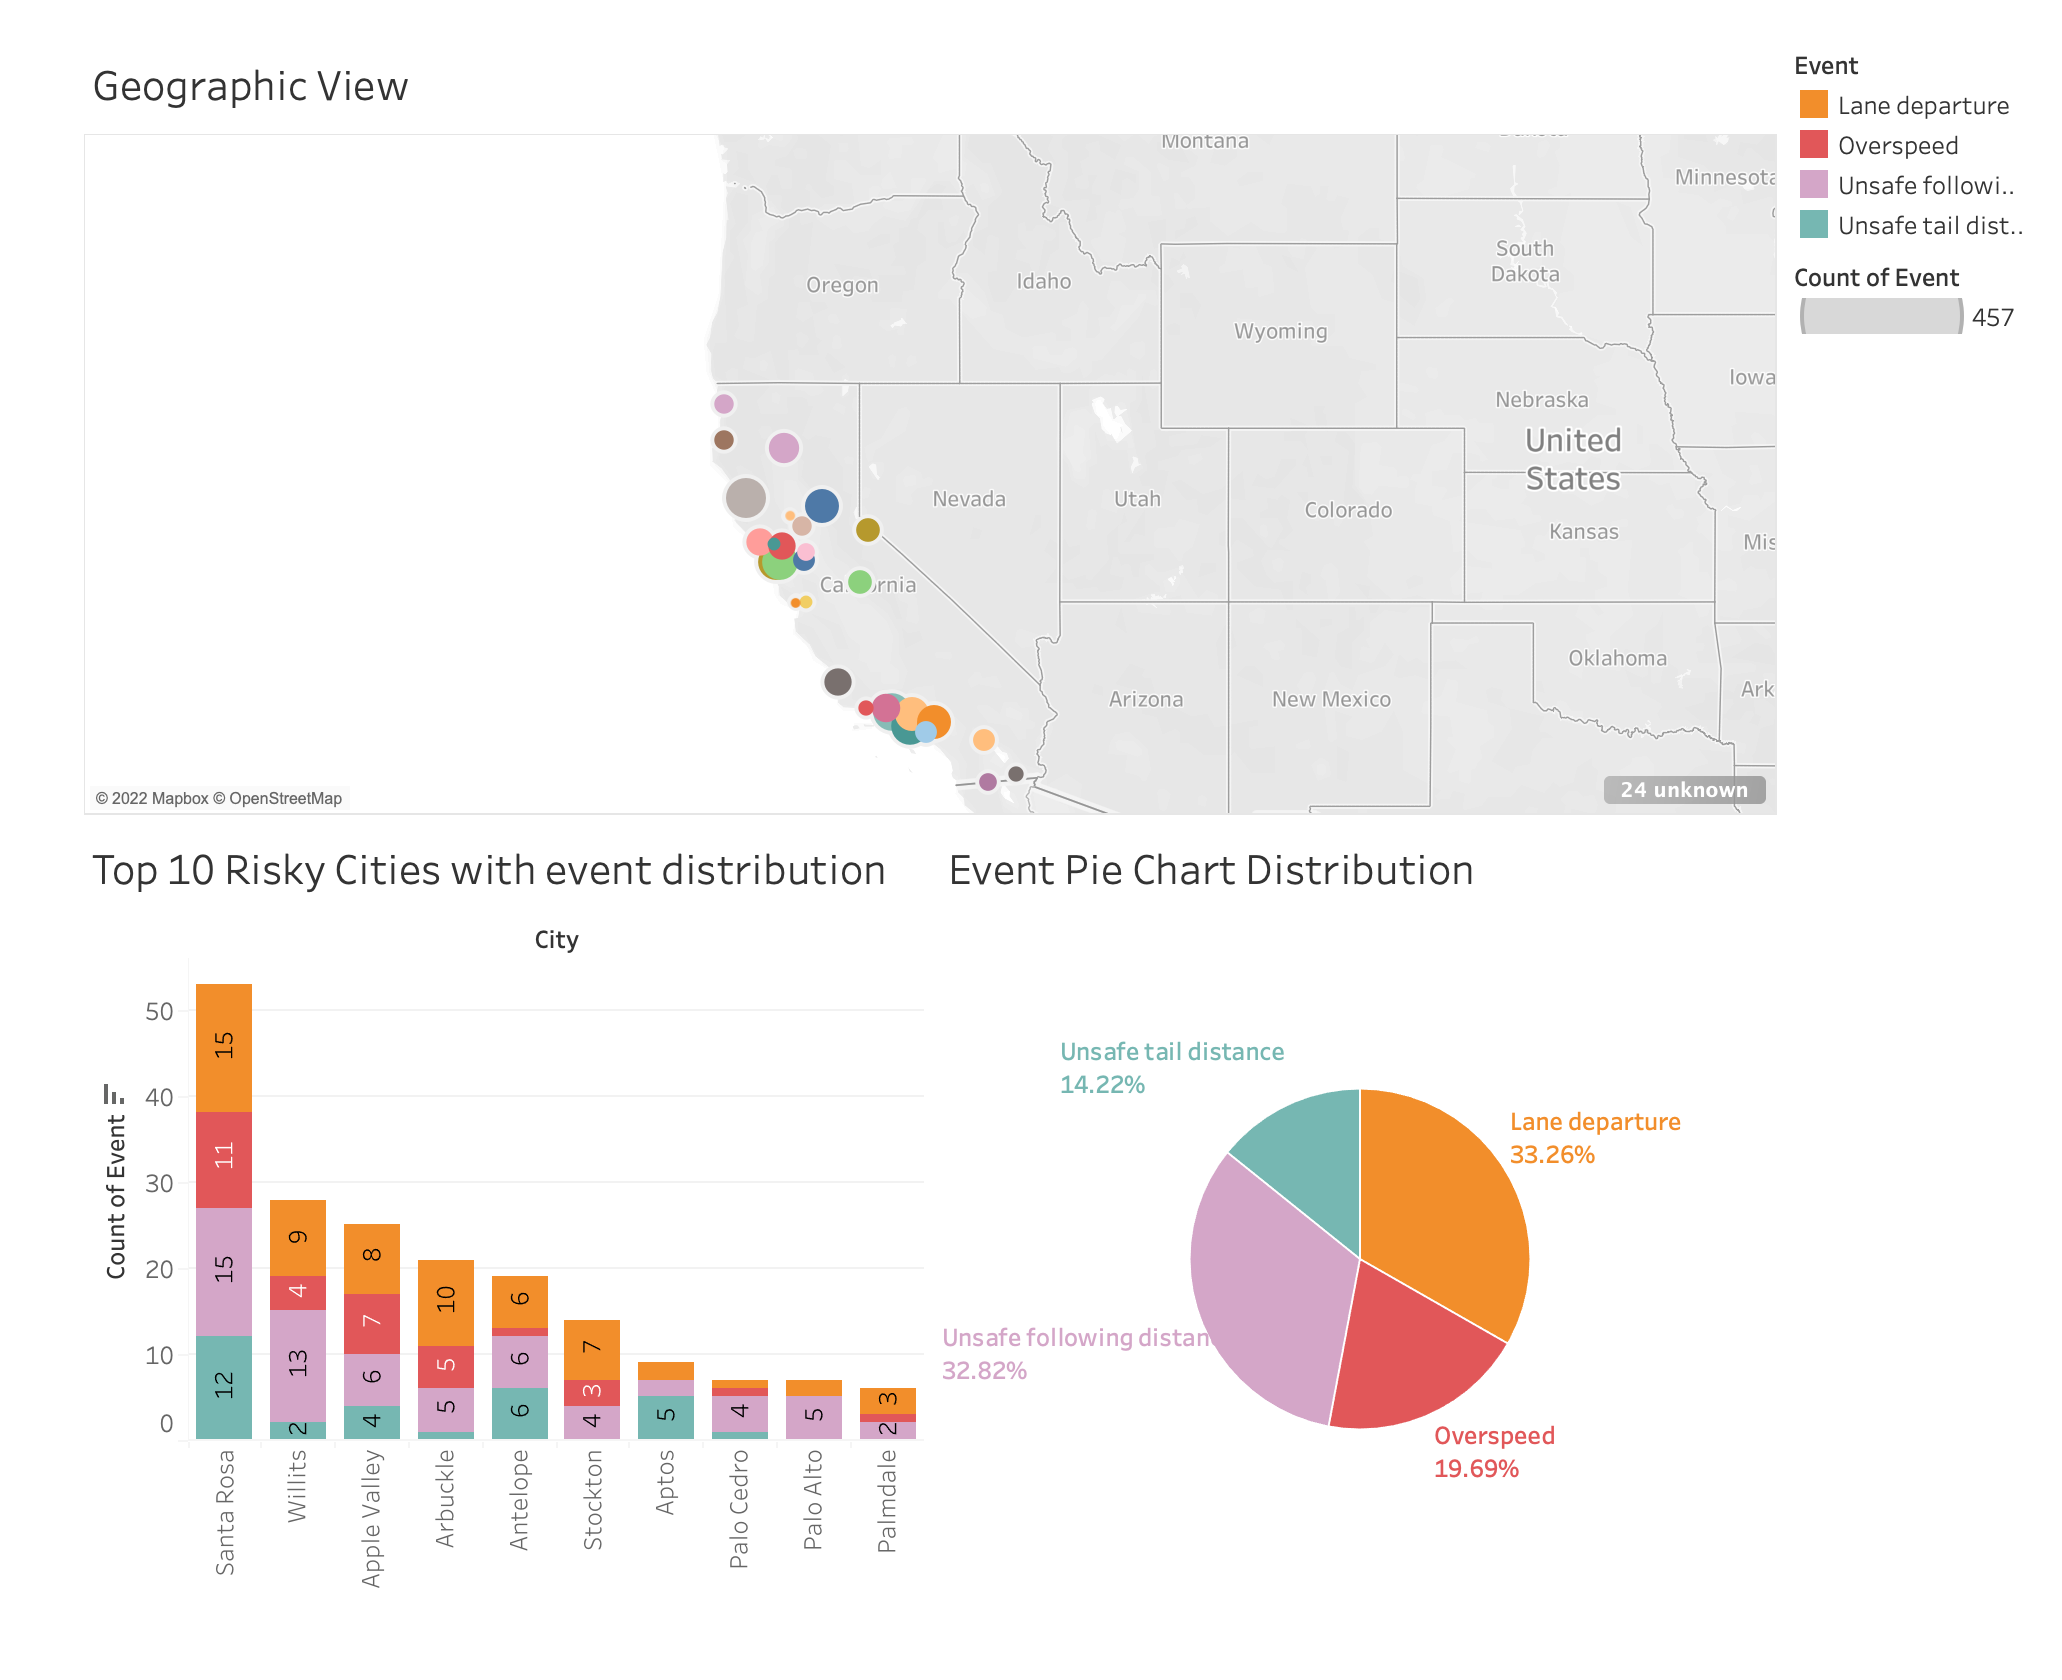 Geographic View
Event
Lane departure
Overspeed
Unsafe followi..
Unsafe tail dist..
Count of Event
457
Montana
Minnesota
Oregon
Idaho
South
Dakota
Wyoming
Iowa
Nebraska
United
States
Nevada
Utah
Colorado
Kansas
Mis
California
Oklahoma
Arizona
New Mexico
Ark
© 2022 Mapbox © OpenStreetMap
24 unknown
Top 10 Risky Cities with event distribution
City
Count of Event
50
40
30
20
10
0
15
11
15
12
9
4
13
2
8
7
6
4
10
5
5
6
6
6
7
3
4
5
4
5
3
2
Santa Rosa
Willits
Apple Valley
Arbuckle
Antelope
Stockton
Aptos
Palo Cedro
Palo Alto
Palmdale
Event Pie Chart Distribution
Unsafe tail distance
14.22%
Lane departure
33.26%
Unsafe following distan
32.82%
Overspeed
19.69%